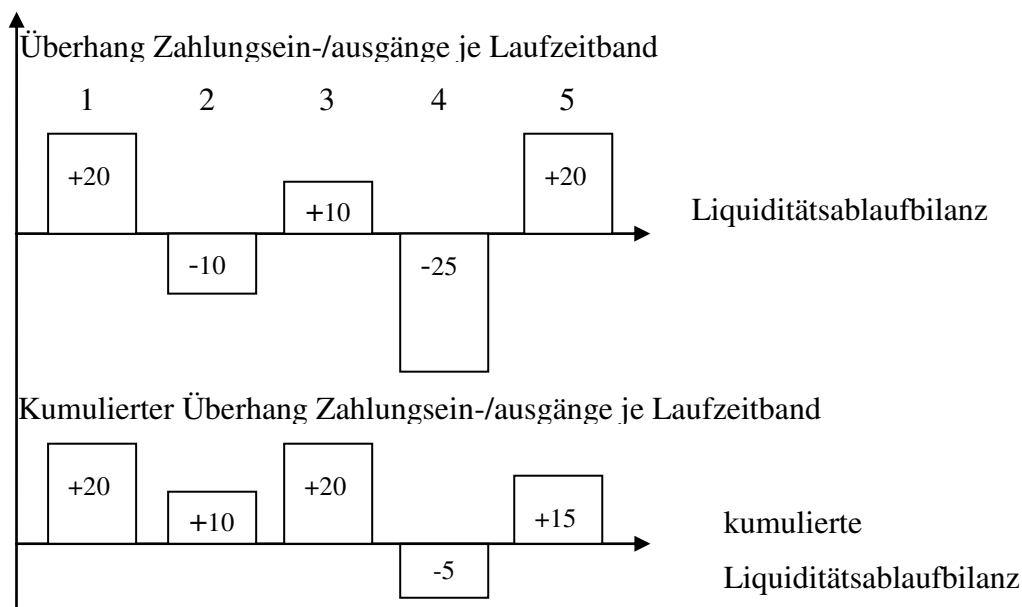 Überhang Zahlungsein-/ausgänge je Laufzeitband
1 2 3 4 5
+20 +20
+10
Liquiditätsablaufbilanz
-10 -25
Kumulierter Überhang Zahlungsein-/ausgänge je Laufzeitband
+20 +20
+10 +15
kumulierte
-5
Liquiditätsablaufbilanz